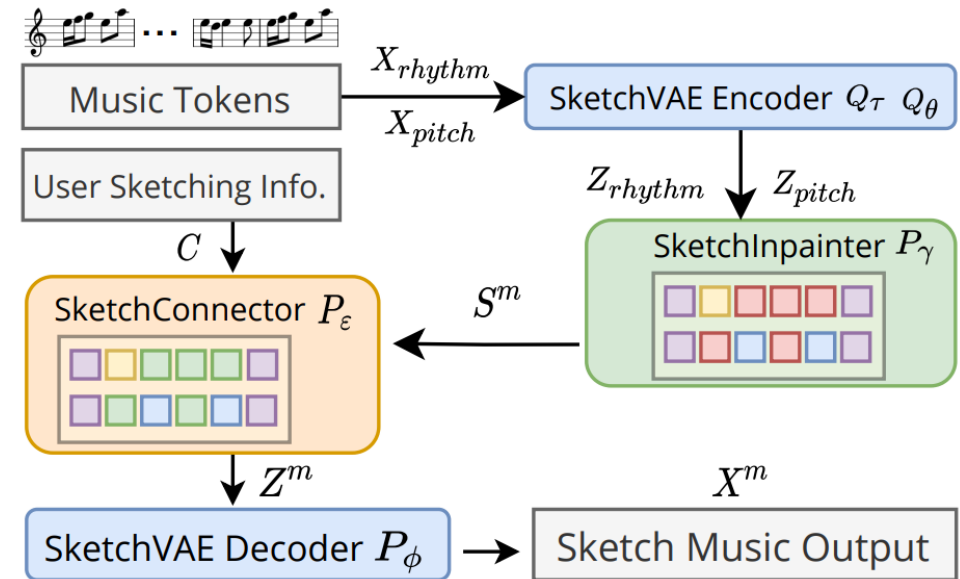 Music Tokens
X_rhythm
X_pitch
SketchVAE Encoder Q_τ Q_θ
User Sketching Info.
Z_rhythm
Z_pitch
C
SketchInpainter P_γ
S^m
SketchConnector P_ε
Z^m
X^m
SketchVAE Decoder P_ϕ
Sketch Music Output